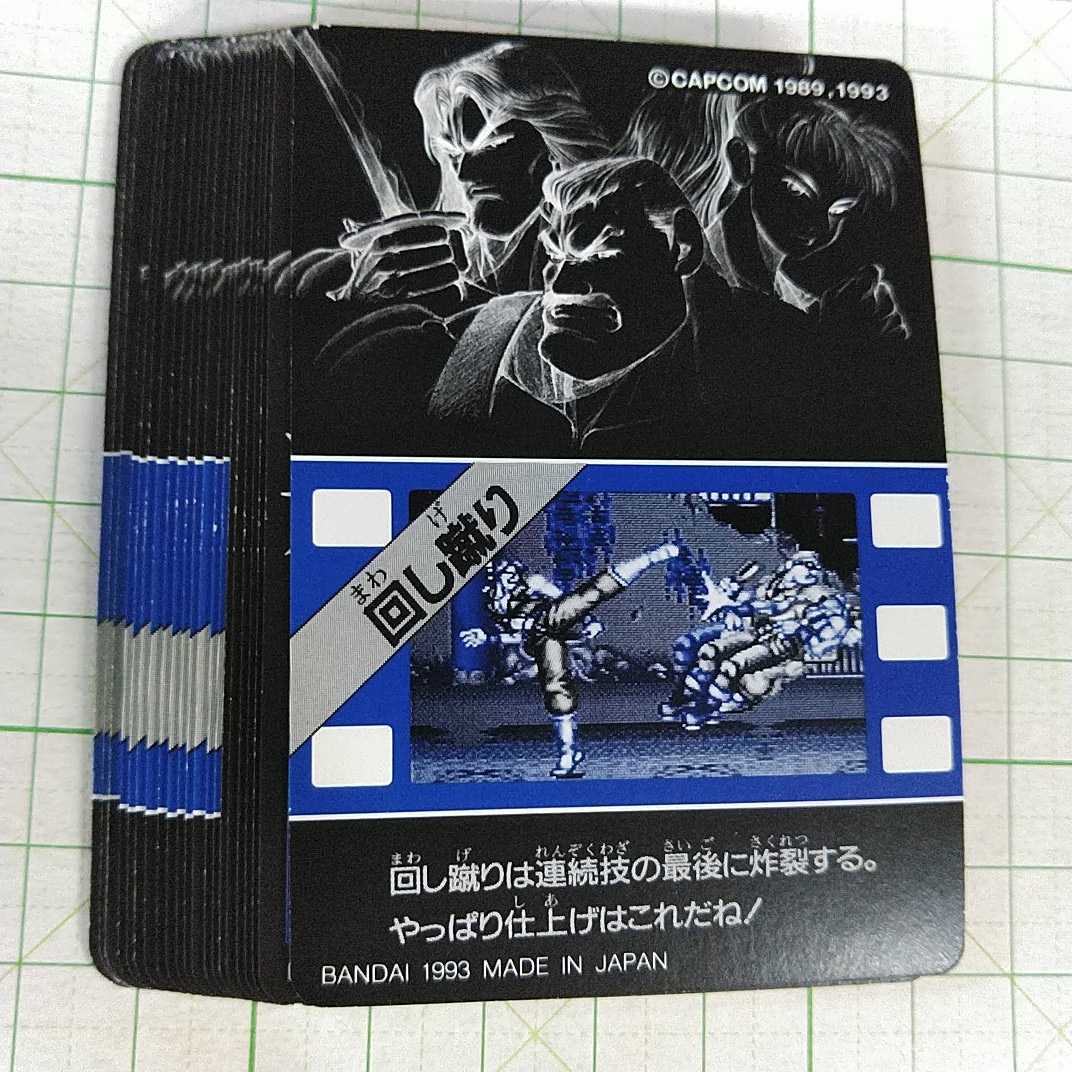 ©CAPCOM 1989,1993
まわ げ
回し蹴り
まわ げ れんぞくわざ さいご さくれつ
回し蹴りは連続技の最後に炸裂する。
し あ
やっぱり仕上げはこれだね!
BANDAI 1993 MADE IN JAPAN